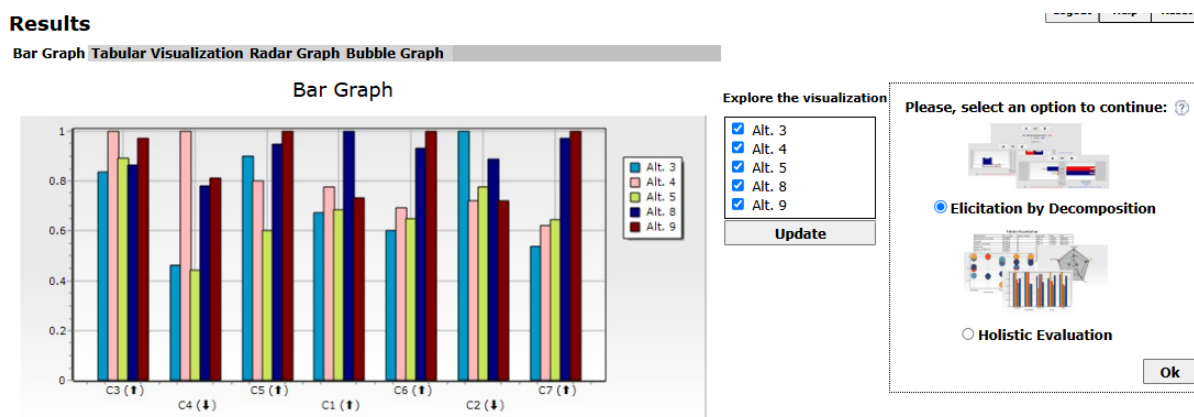 Results
Logout Help Reset
Bar Graph Tabular Visualization Radar Graph Bubble Graph
Bar Graph
1
0.8
0.6
0.4
0.2
0
C3 (⬆)
C4 (⬇)
C5 (⬆)
C1 (⬆)
C6 (⬆)
C2 (⬇)
C7 (⬆)
Alt. 3
Alt. 4
Alt. 5
Alt. 8
Alt. 9
Explore the visualization
Alt. 3
Alt. 4
Alt. 5
Alt. 8
Alt. 9
Update
Please, select an option to continue: ?
Elicitation by Decomposition
Holistic Evaluation
Ok